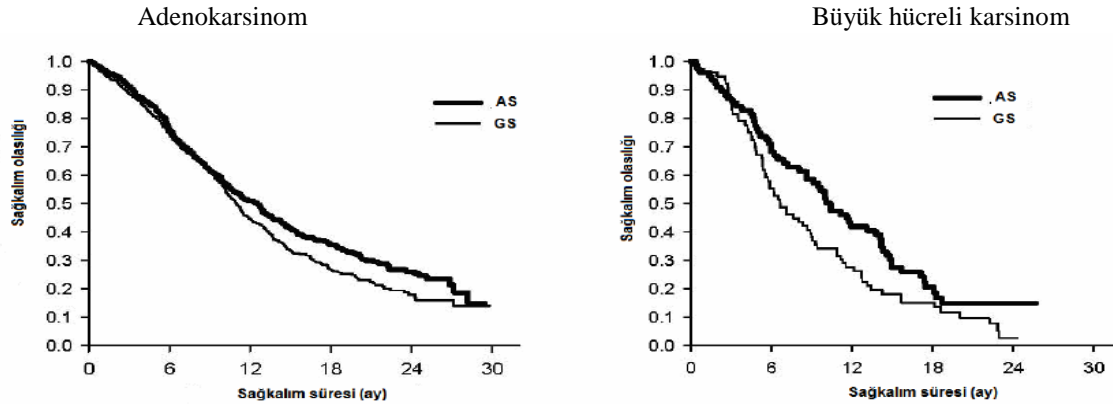 Adenokarsinom
1.0
0.9
0.8
0.7
0.6
0.5
0.4
0.3
0.2
0.1
0.0
Sağkalım olasılığı
AS
GS
0 6 12 18 24 30
Sağkalım süresi (ay)
Büyük hücreli karsinom
1.0
0.9
0.8
0.7
0.6
0.5
0.4
0.3
0.2
0.1
0.0
Sağkalım olasılığı
AS
GS
0 6 12 18 24 30
Sağkalım süresi (ay)